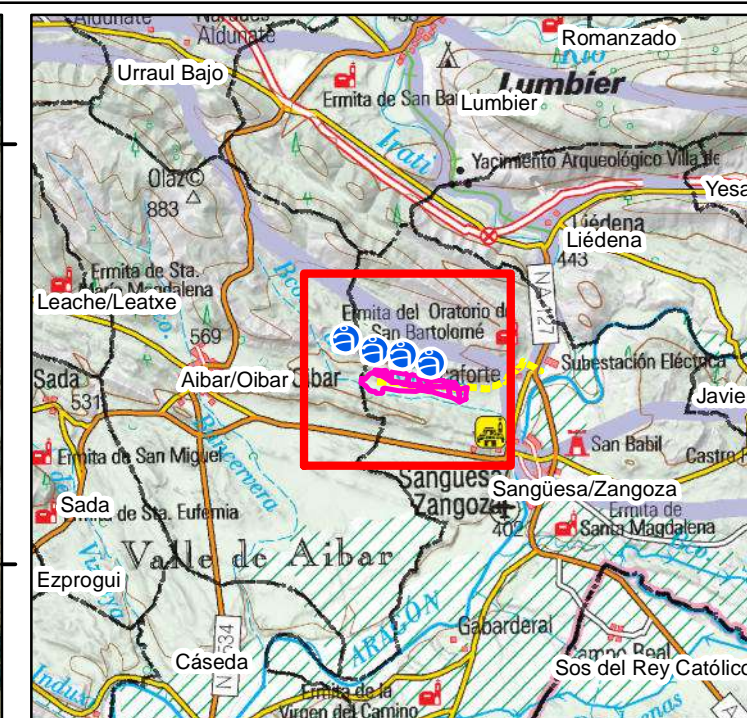 Aldunate
Romanzado
Urraul Bajo
Lumbier
Ermita de San
Lumbier
Irati
Yacimiento Arqueológico Villa de
Olaz
883
Yesa
Liédena
Liédena
443
Ermita de Sta.
María Magdalena
Leache/Leatxe
NA-127
Ermita del Oratorio de
San Bartolomé
569
Subestación Eléctrica
Sada
Aibar/Oibar
531
Javie
San Babil
Ermita de San Miguel
Castro
Sangüesa/
Zangoza
Sangüesa/Zangoza
Sada
de Sta. Eufemia
402
Ermita de
Santa Magdalena
Valle de Aibar
Ezprogui
ARAGÓN
Gabarderal
Cáseda
Sos del Rey Católico
Ermita de la
Virgen del Camino